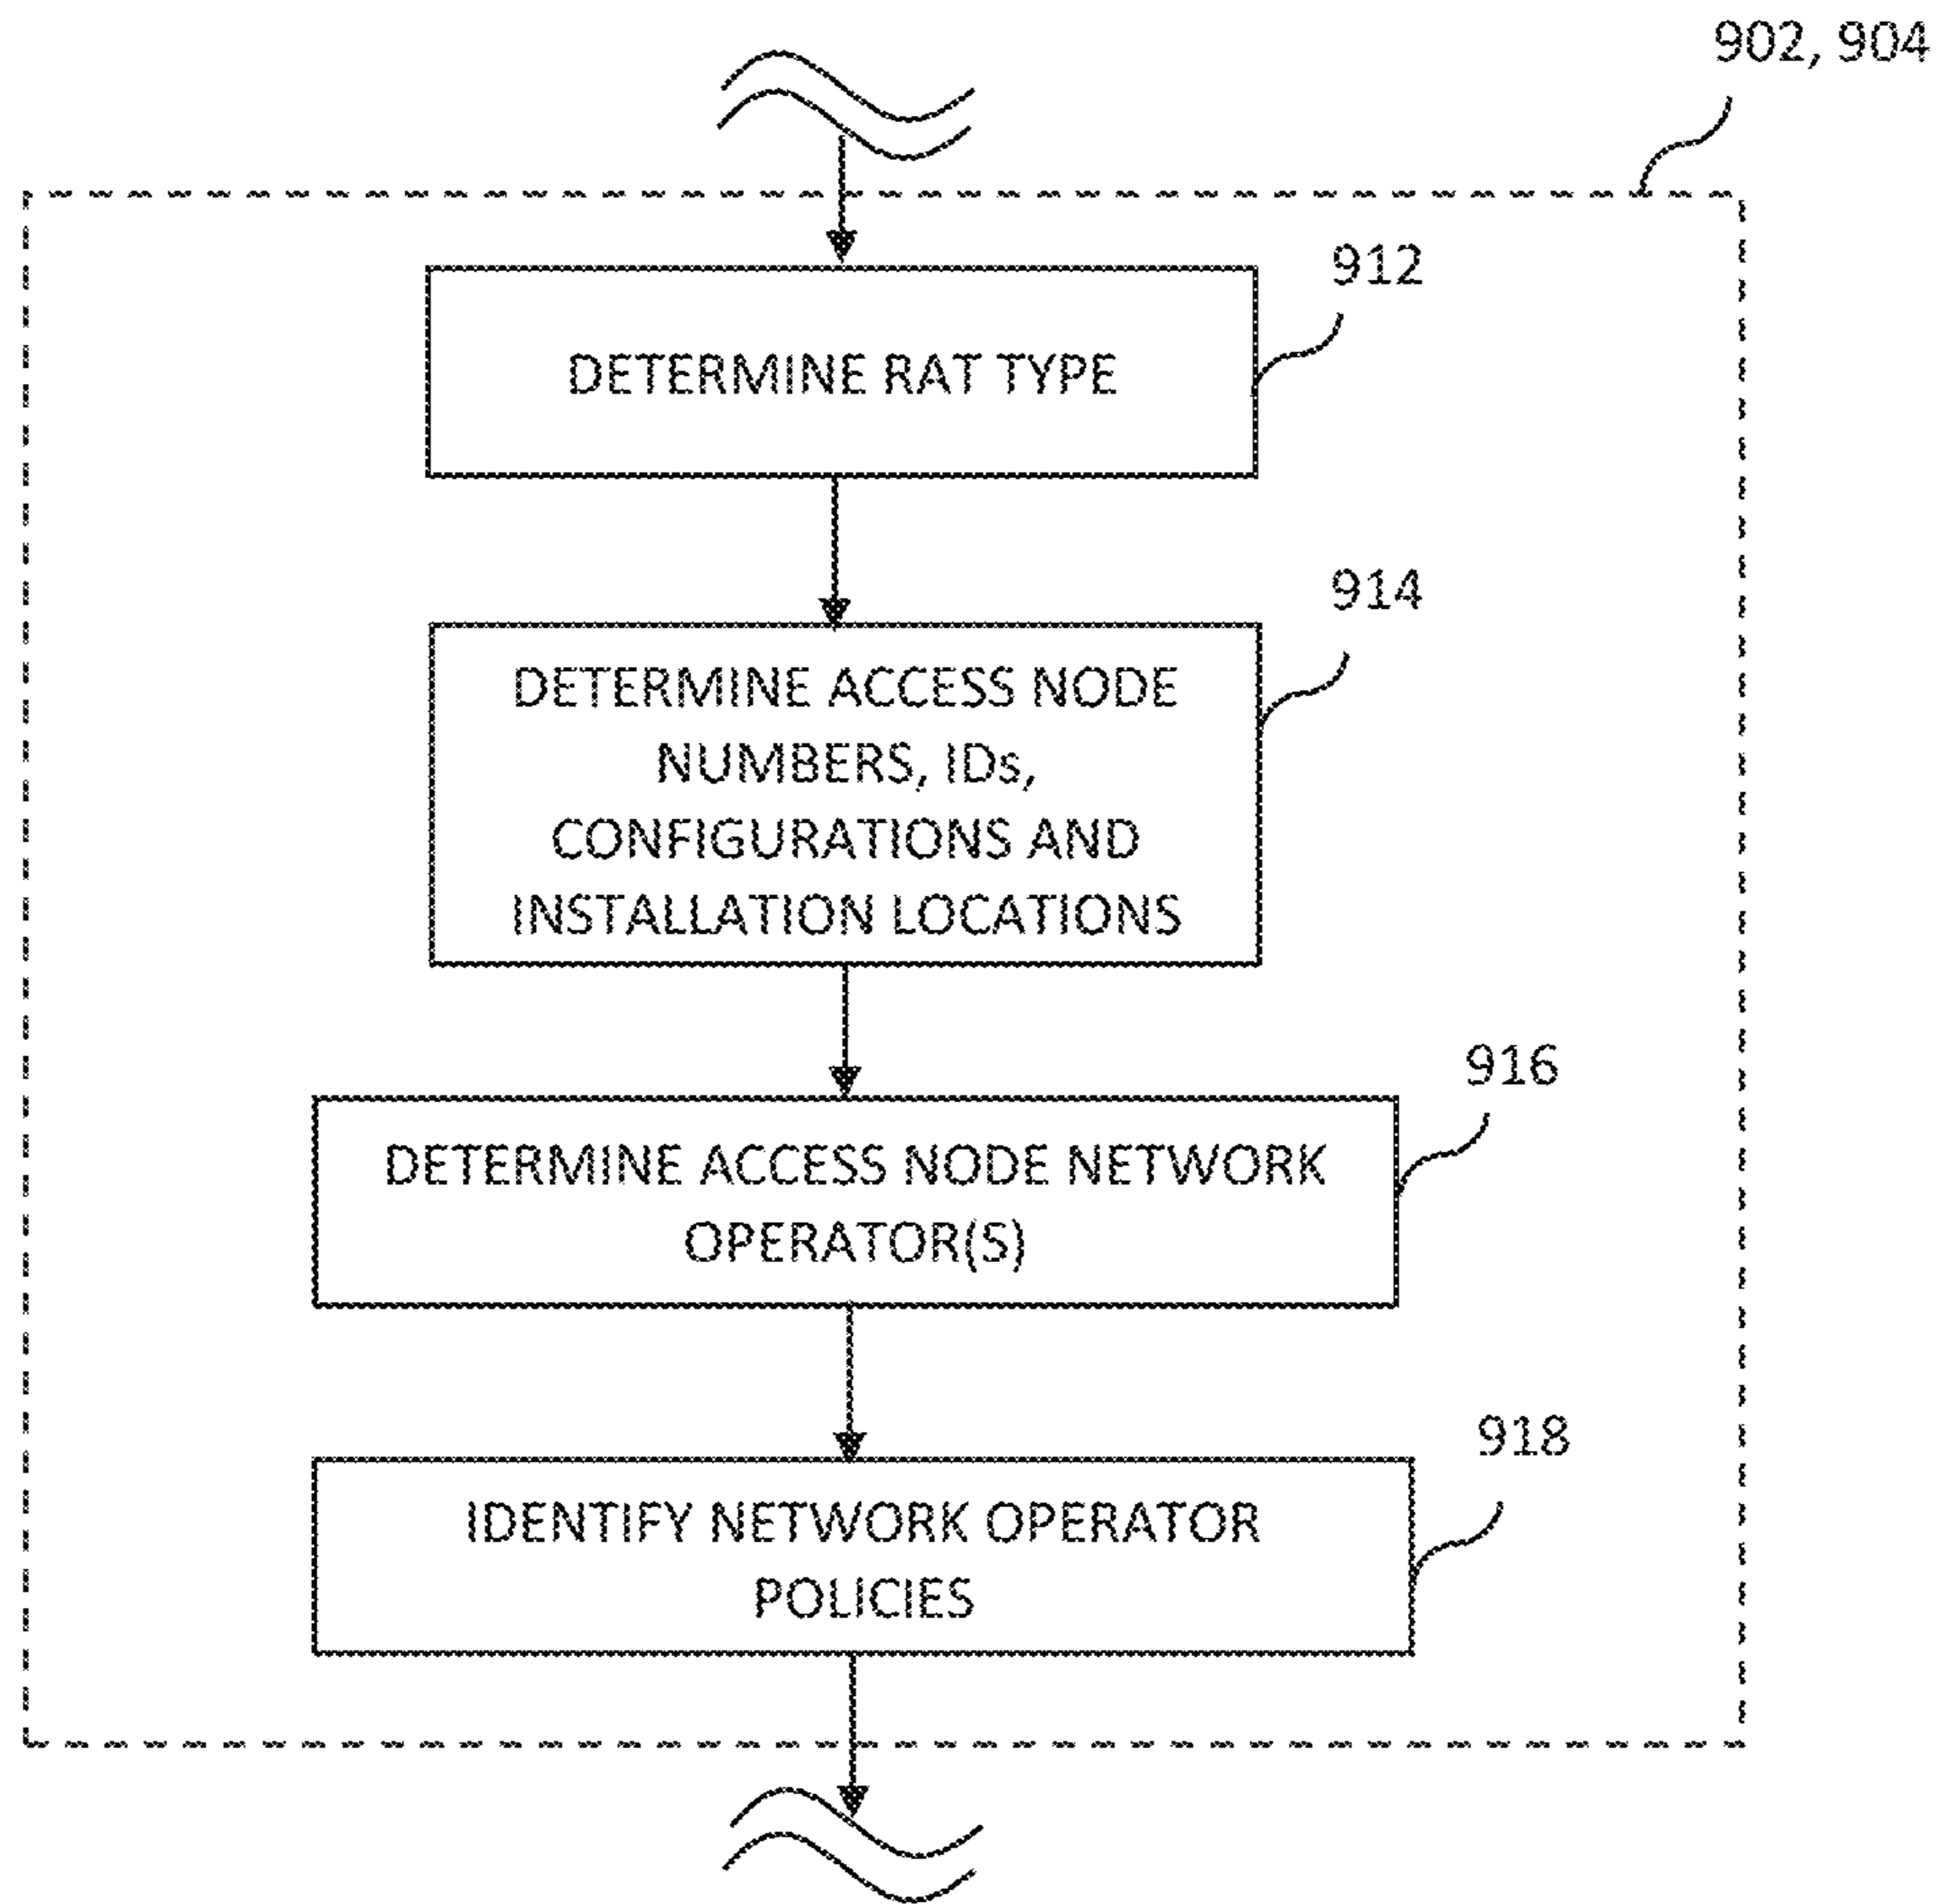 902, 904
912
DETERMINE RAT TYPE
914
DETERMINE ACCESS NODE
NUMBERS, IDs,
CONFIGURATIONS AND
INSTALLATION LOCATIONS
916
DETERMINE ACCESS NODE NETWORK
OPERATOR(S)
918
IDENTIFY NETWORK OPERATOR
POLICIES